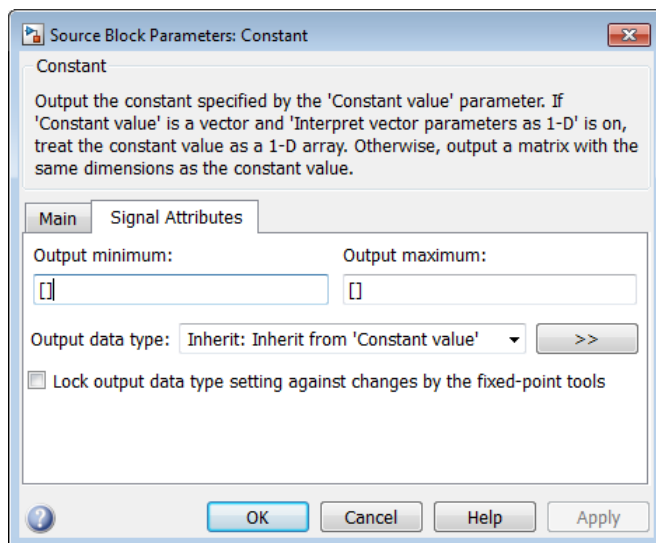 Source Block Parameters: Constant
Constant
Output the constant specified by the 'Constant value' parameter. If
'Constant value' is a vector and 'Interpret vector parameters as 1-D' is on,
treat the constant value as a 1-D array. Otherwise, output a matrix with the
same dimensions as the constant value.
Main Signal Attributes
Output minimum: Output maximum:
[] []
Output data type: Inherit: Inherit from 'Constant value' >>
Lock output data type setting against changes by the fixed-point tools
OK Cancel Help Apply